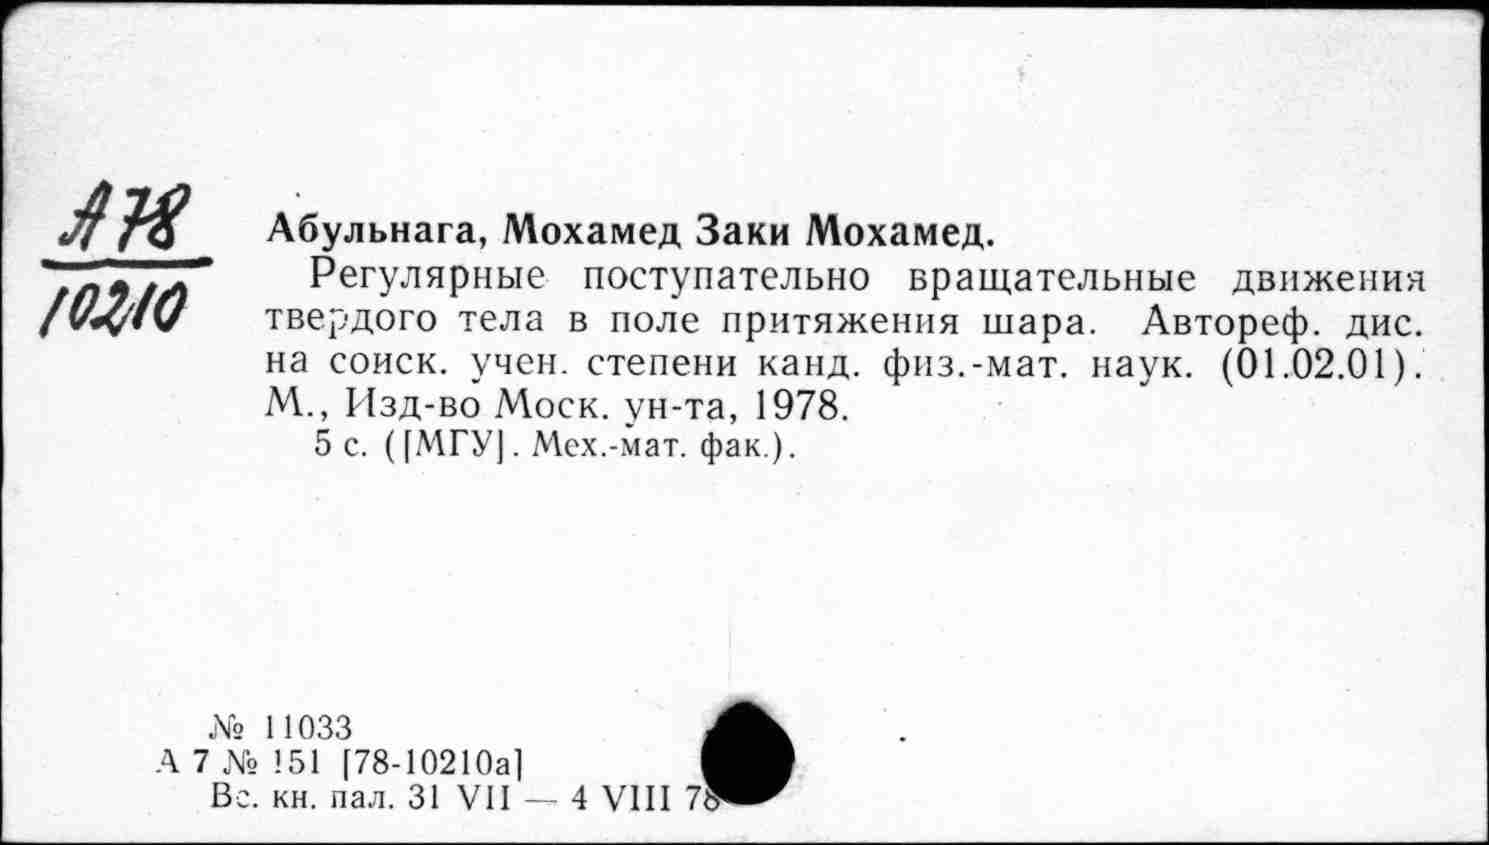 А78
10210
Абульнага, Мохамед Заки Мохамед.
Регулярные поступательно вращательные движения
твердого тела в поле притяжения шара. Автореф. дис.
на соиск. учен. степени канд. физ.-мат. наук. (01.02.01).
М., Изд-во Моск. ун-та, 1978.
5 с. ([МГУ]. Мех.-мат. фак.).
№ 11033
А 7 № 151 [78-10210а]
Вс. кн. пал. 31 VII — 4 VIII 78